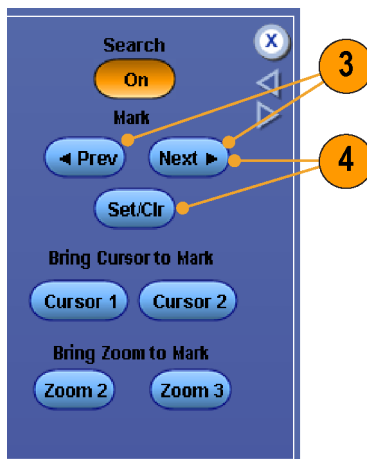 Search
X
On
3
Mark
◄ Prev Next ►
4
Set/Clr
Bring Cursor to Mark
Cursor 1 Cursor 2
Bring Zoom to Mark
Zoom 2 Zoom 3